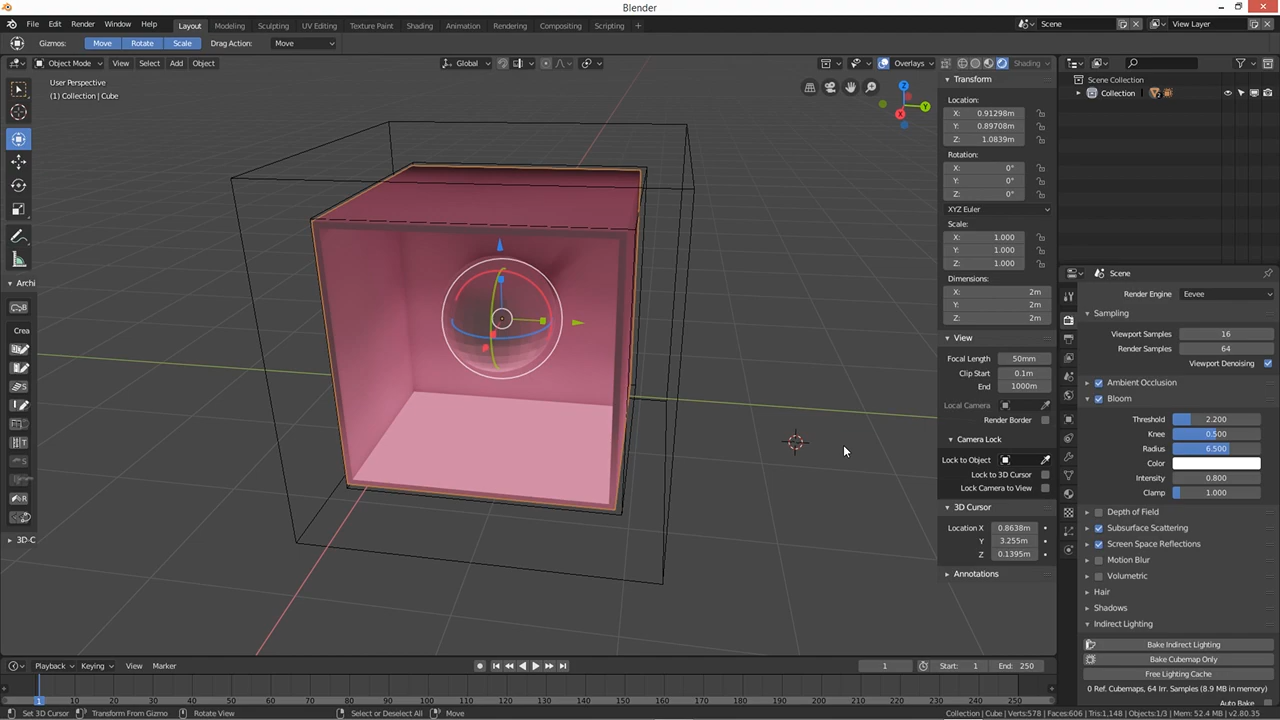 Blender
File Edit Render Window Help Layout Modeling Sculpting UV Editing Texture Paint Shading Animation Rendering Compositing Scripting + Scene View Layer
Gizmos: Move Rotate Scale Drag Action: Move
Object Mode View Select Add Object Global Overlays Shading
User Perspective
(1) Collection | Cube
Archi
Crea
3D-C
Transform
Location:
X: 0.91298m
Y: 0.89708m
Z: 1.0839m
Rotation:
X: 0°
Y: 0°
Z: 0°
XYZ Euler
Scale:
X: 1.000
Y: 1.000
Z: 1.000
Dimensions:
X: 2m
Y: 2m
Z: 2m
View
Focal Length 50mm
Clip Start 0.1m
End 1000m
Local Camera
Render Border
Camera Lock
Lock to Object
Lock to 3D Cursor
Lock Camera to View
3D Cursor
Location X 0.8638m
Y 3.255m
Z 0.1395m
Annotations
Z
Y
X
Scene Collection
Collection
Scene
Render Engine Eevee
Sampling
Viewport Samples 16
Render Samples 64
Viewport Denoising
Ambient Occlusion
Bloom
Threshold 2.200
Knee 0.500
Radius 6.500
Color
Intensity 0.800
Clamp 1.000
Depth of Field
Subsurface Scattering
Screen Space Reflections
Motion Blur
Volumetric
Hair
Shadows
Indirect Lighting
Bake Indirect Lighting
Bake Cubemap Only
Free Lighting Cache
0 Ref. Cubemaps, 64 Irr. Samples (8.9 MB in memory)
Auto Bake
Playback Keying View Marker 1 Start: 1 End: 250
1 10 20 30 40 50 60 70 80 90 100 110 120 130 140 150 160 170 180 190 200 210 220 230 240 250
Set 3D Cursor Transform From Gizmo Rotate View Select or Deselect All Move Collection | Cube | Verts:578 | Faces:606 | Tris:1,148 | Objects:1/3 | Mem: 52.4 MB | v2.80.35